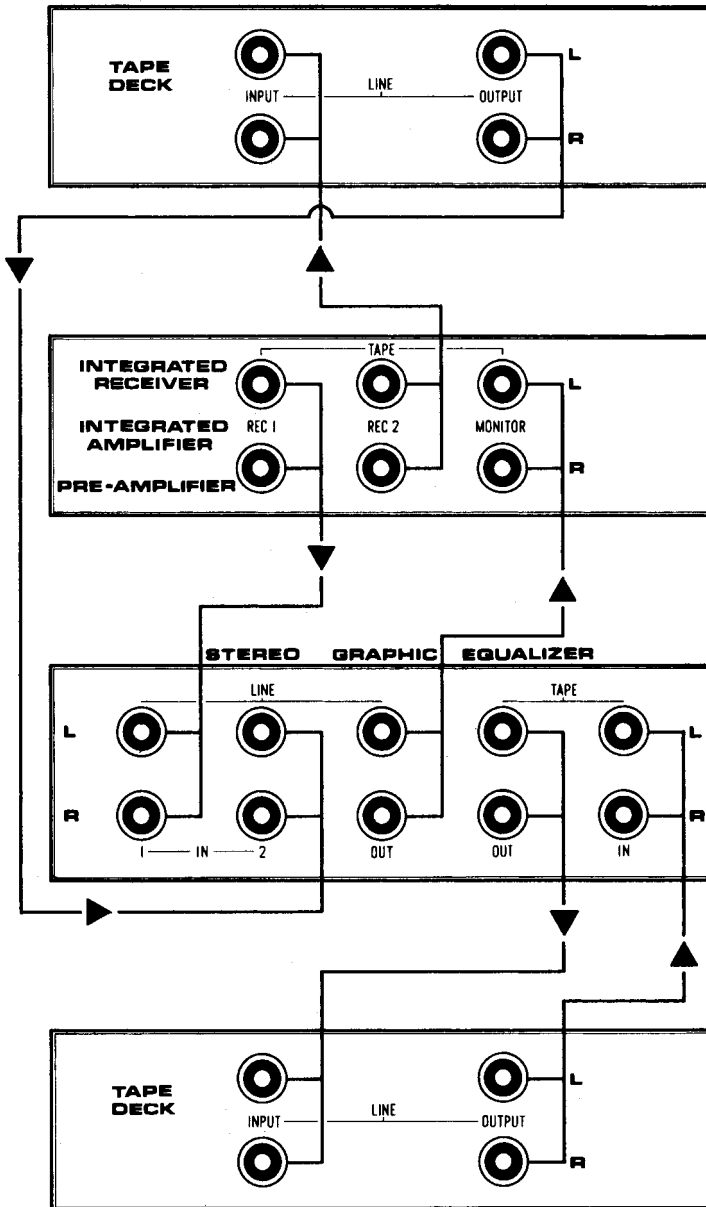 TAPE
DECK
L
INPUT LINE OUTPUT
R
TAPE
INTEGRATED
RECEIVER
L
INTEGRATED
AMPLIFIER
REC 1 REC 2 MONITOR
PRE-AMPLIFIER
R
STEREO GRAPHIC EQUALIZER
LINE TAPE
L L
R R
1 IN 2 OUT OUT IN
TAPE
DECK
L
INPUT LINE OUTPUT
R